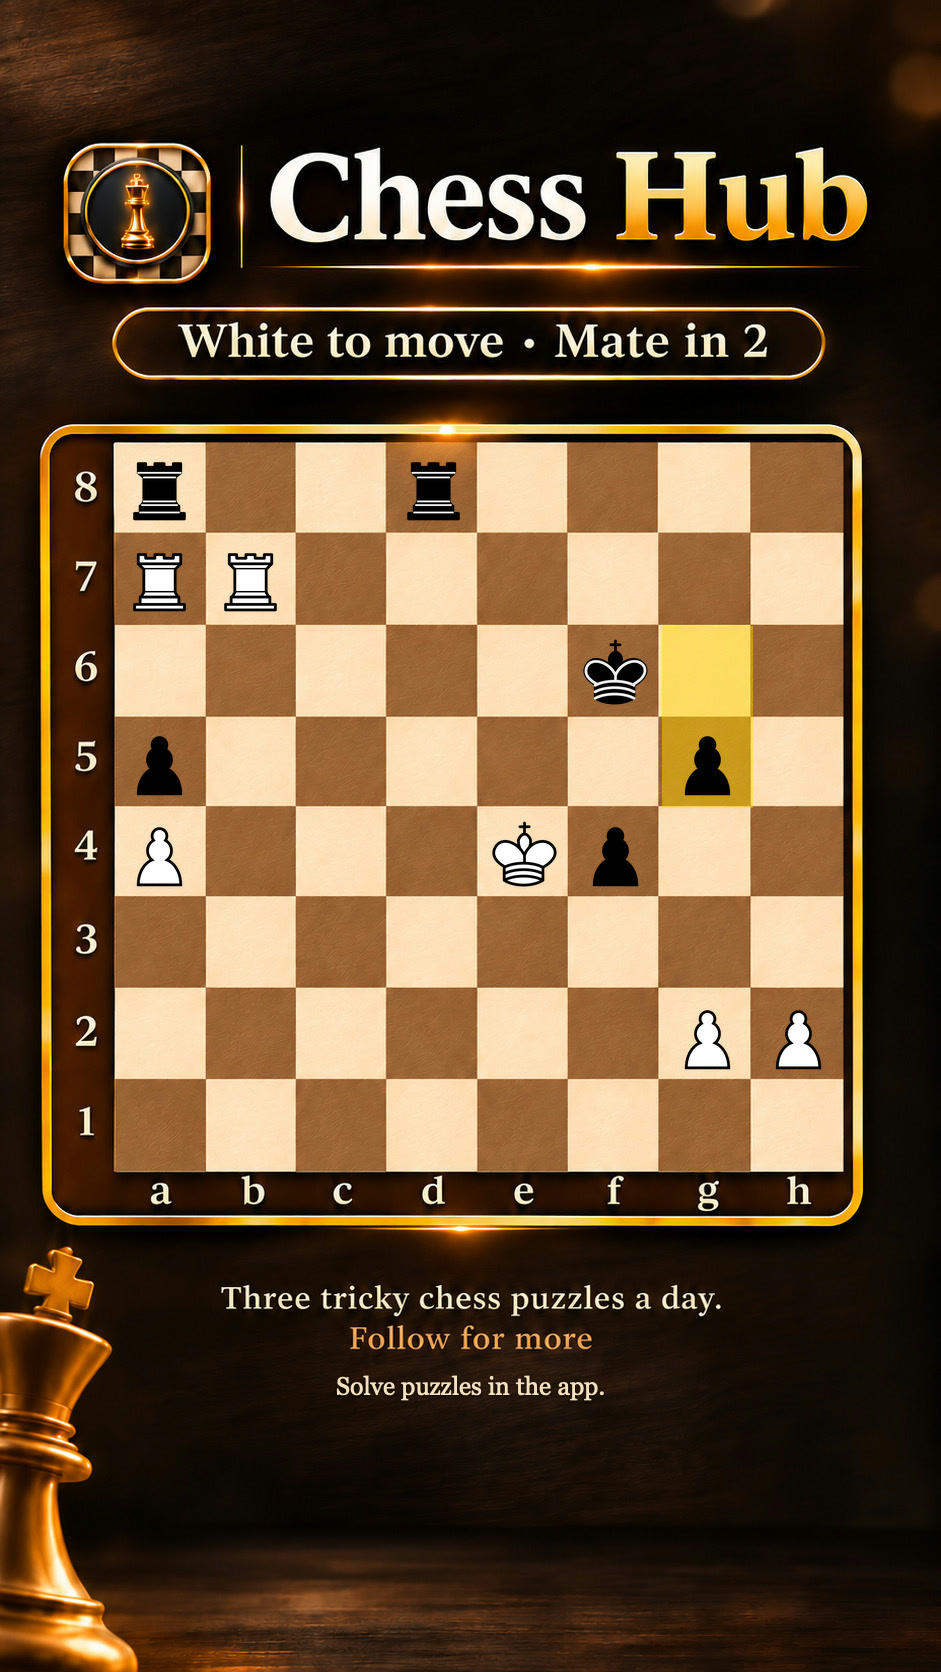 Chess Hub
White to move • Mate in 2
8
7
6
5
4
3
2
1
a b c d e f g h
Three tricky chess puzzles a day.
Follow for more
Solve puzzles in the app.